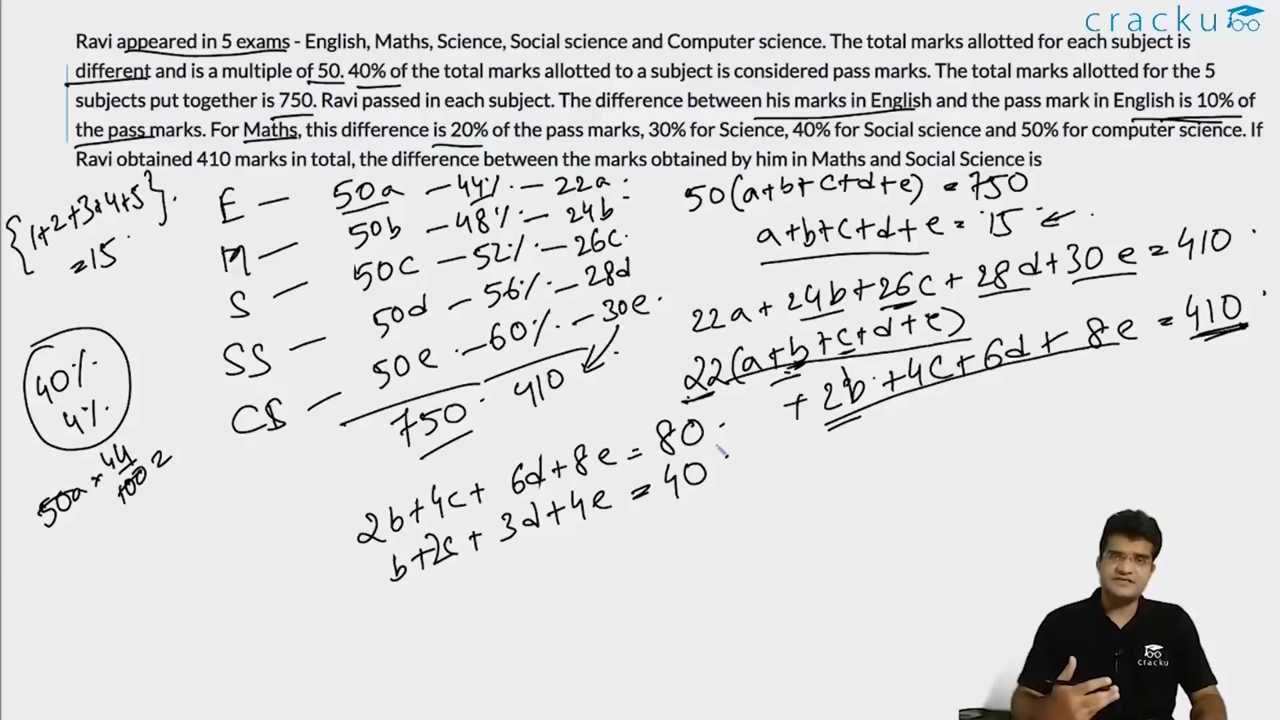 cracku
Ravi appeared in 5 exams - English, Maths, Science, Social science and Computer science. The total marks allotted for each subject is
different and is a multiple of 50. 40% of the total marks allotted to a subject is considered pass marks. The total marks allotted for the 5
subjects put together is 750. Ravi passed in each subject. The difference between his marks in English and the pass mark in English is 10% of
the pass marks. For Maths, this difference is 20% of the pass marks, 30% for Science, 40% for Social science and 50% for computer science. If
Ravi obtained 410 marks in total, the difference between the marks obtained by him in Maths and Social Science is
{1+2+3+4+5}
=15
40%
4%
50a × 44/100 =
E — 50a — 44% — 22a
M — 50b — 48% — 24b
S — 50c — 52% — 26c
SS — 50d — 56% — 28d
CS — 50e — 60% — 30e
750 410
50(a+b+c+d+e) = 750
a+b+c+d+e = 15
22a + 24b + 26c + 28d + 30e = 410
22(a+b+c+d+e)
+ 2b + 4c + 6d + 8e = 410
2b + 4c + 6d + 8e = 80
b + 2c + 3d + 4e = 40
cracku